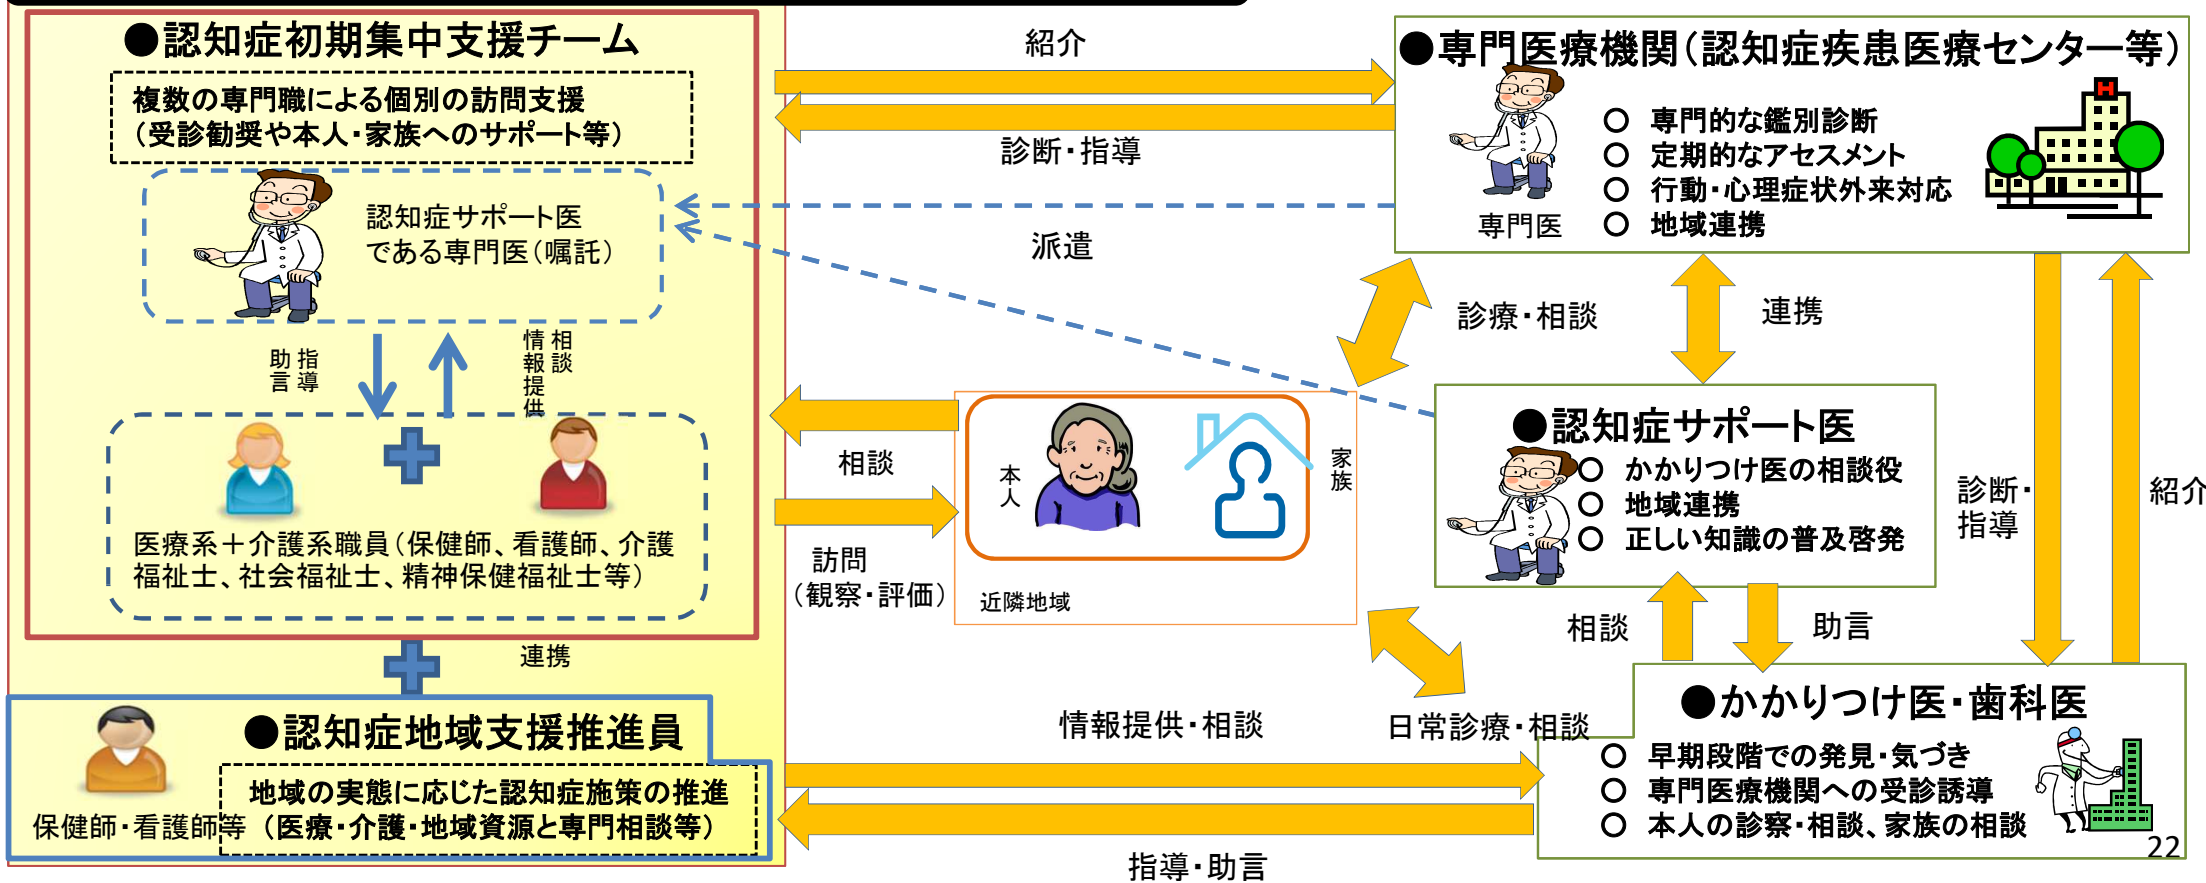 ●認知症初期集中支援チーム
複数の専門職による個別の訪問支援
（受診勧奨や本人・家族へのサポート等）
認知症サポート医
である専門医（嘱託）
指導
助言
相談
情報提供
医療系＋介護系職員（保健師、看護師、介護
福祉士、社会福祉士、精神保健福祉士等）
連携
●認知症地域支援推進員
地域の実態に応じた認知症施策の推進
（医療・介護・地域資源と専門相談等）
保健師・看護師等
紹介
診断・指導
派遣
相談
訪問
（観察・評価）
本人
家族
近隣地域
●専門医療機関（認知症疾患医療センター等）
○ 専門的な鑑別診断
○ 定期的なアセスメント
○ 行動・心理症状外来対応
○ 地域連携
専門医
診療・相談
連携
●認知症サポート医
○ かかりつけ医の相談役
○ 地域連携
○ 正しい知識の普及啓発
診断・
指導
紹介
相談
助言
情報提供・相談
日常診療・相談
指導・助言
●かかりつけ医・歯科医
○ 早期段階での発見・気づき
○ 専門医療機関への受診誘導
○ 本人の診察・相談、家族の相談
H
22